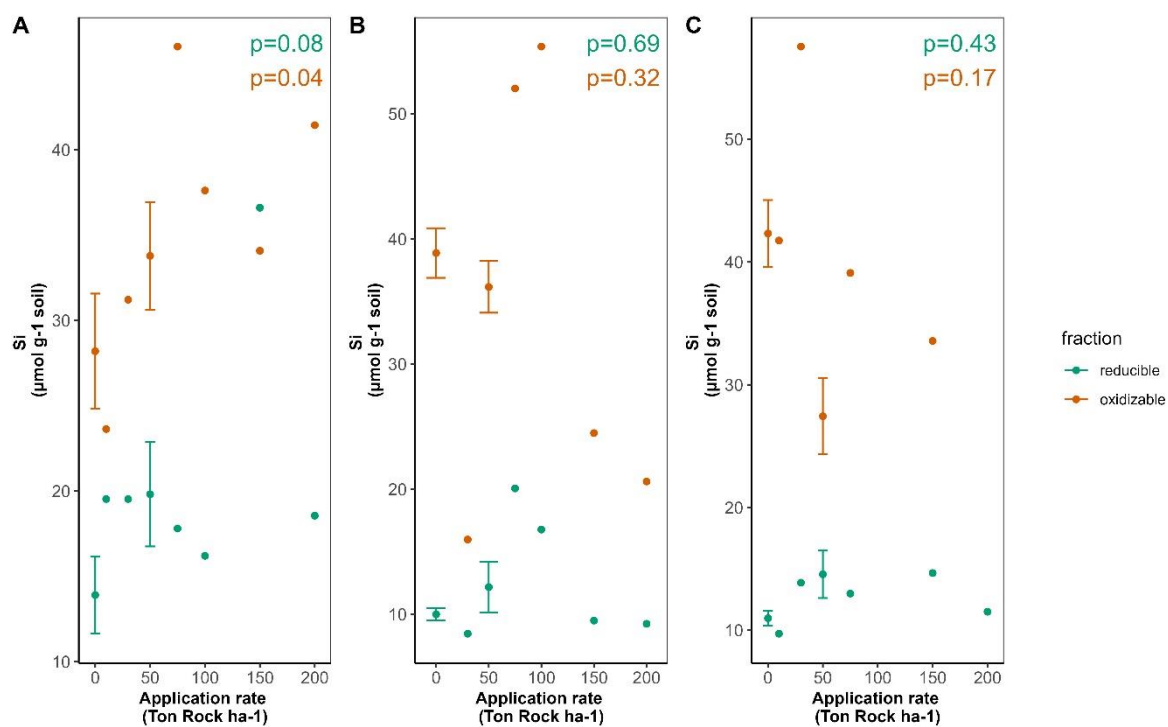 A
p=0.08
p=0.04
Si
(µmol g-1 soil)
40
30
20
10
0 50 100 150 200
Application rate
(Ton Rock ha-1)
B
p=0.69
p=0.32
Si
(µmol g-1 soil)
50
40
30
20
10
0 50 100 150 200
Application rate
(Ton Rock ha-1)
C
p=0.43
p=0.17
Si
(µmol g-1 soil)
50
40
30
20
10
0 50 100 150 200
Application rate
(Ton Rock ha-1)
fraction
reducible
oxidizable